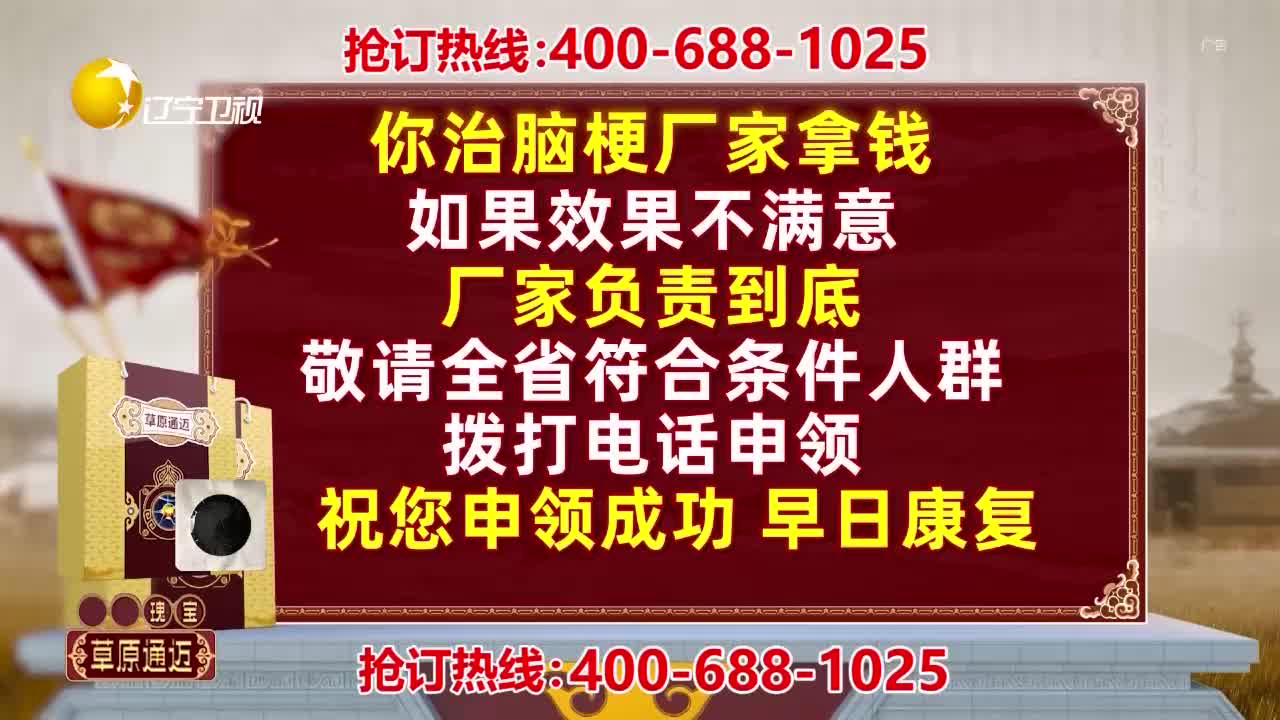 抢订热线:400-688-1025
广告
辽宁卫视
你治脑梗厂家拿钱
如果效果不满意
厂家负责到底
敬请全省符合条件人群
拨打电话申领
祝您申领成功 早日康复
草原通迈
瑰宝
草原通迈
抢订热线:400-688-1025